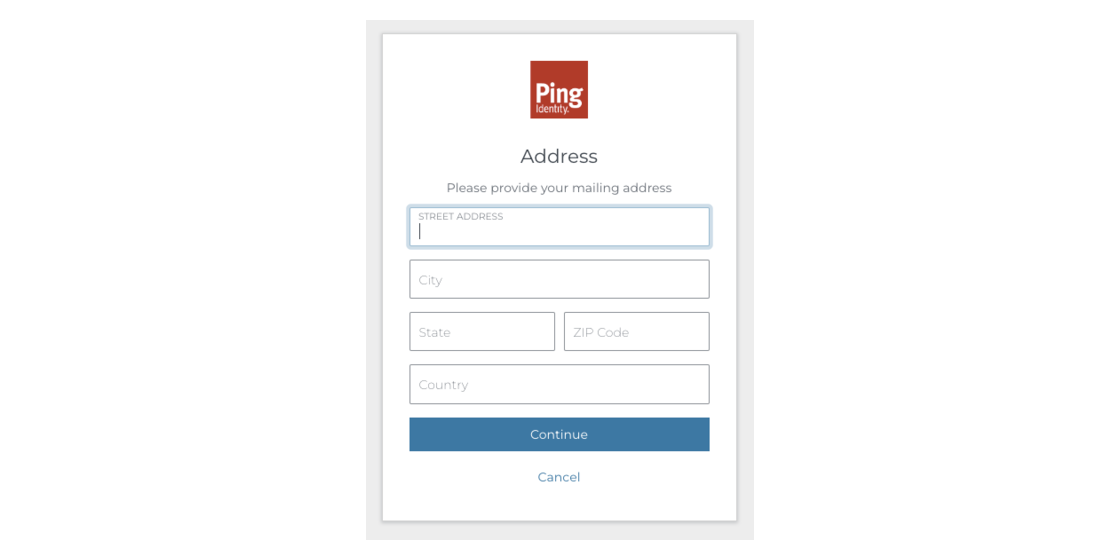 Ping
Identity.
Address
Please provide your mailing address
STREET ADDRESS
City
State
ZIP Code
Country
Continue
Cancel